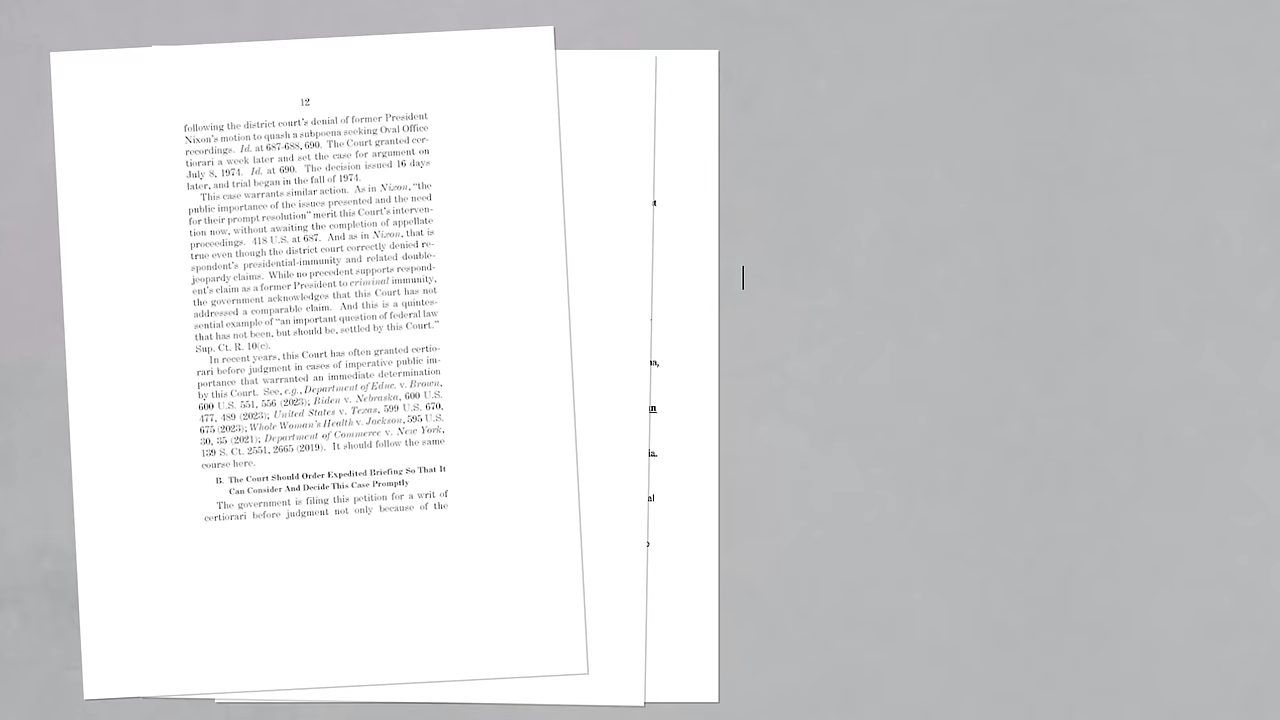 12
following the district court's denial of former President
Nixon's motion to quash a subpoena seeking Oval Office
recordings. Id. at 687-688, 690. The Court granted cer-
tiorari a week later and set the case for argument on
July 8, 1974. Id. at 690. The decision issued 16 days
later, and trial began in the fall of 1974.
This case warrants similar action. As in Nixon, “the
public importance of the issues presented and the need
for their prompt resolution” merit this Court's interven-
tion now, without awaiting the completion of appellate
proceedings. 418 U.S. at 687. And as in Nixon, that is
true even though the district court correctly denied re-
spondent's presidential-immunity and related double-
jeopardy claims. While no precedent supports respond-
ent's claim as a former President to criminal immunity,
the government acknowledges that this Court has not
addressed a comparable claim. And this is a quintes-
sential example of “an important question of federal law
that has not been, but should be, settled by this Court.”
Sup. Ct. R. 10(c).
In recent years, this Court has often granted certio-
rari before judgment in cases of imperative public im-
portance that warranted an immediate determination
by this Court. See, e.g., Department of Educ. v. Brown,
600 U.S. 551, 556 (2023); Biden v. Nebraska, 600 U.S.
477, 489 (2023); United States v. Texas, 599 U.S. 670,
675 (2023); Whole Woman's Health v. Jackson, 595 U.S.
30, 35 (2021); Department of Commerce v. New York,
139 S. Ct. 2551, 2565 (2019). It should follow the same
course here.
B. The Court Should Order Expedited Briefing So That It
Can Consider And Decide This Case Promptly
The government is filing this petition for a writ of
certiorari before judgment not only because of the